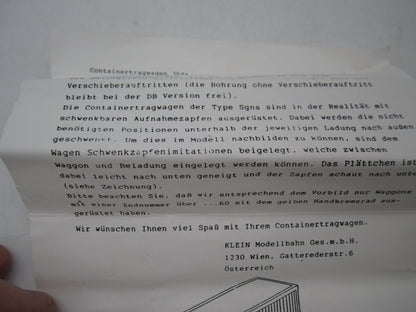 Containertragwagen
Verschieberauftritten (die Bohrung ohne Verschieberauftritt
bleibt bei der DB Version frei).
Die Containertragwagen der Type Sgns sind in der Realität mit
schwenkbaren Aufnahmezapfen ausgerüstet. Dabei werden die nicht
benötigten Positionen unterhalb der jeweiligen Ladung nach außen
geschwenkt. Um dies im Modell nachbilden zu können, sind dem
Wagen Schwenkzapfenimitationen beigelegt, welche zwischen
Waggon und Beladung eingelegt werden können. Das Plättchen ist
dabei leicht nach unten geneigt und der Zapfen schaut nach unten
(siehe Zeichnung).
Bitte beachten Sie, daß wir entsprechend dem Vorbild nur Waggons
mit einer Endnummer über ...60 mit dem gelben Handbremsrad aus-
gerüstet haben.
Wir wünschen Ihnen viel Spaß mit Ihrem Containertragwagen.
KLEIN Modellbahn Ges.m.b.H.
1230 Wien, Gatterederstr.6
Österreich